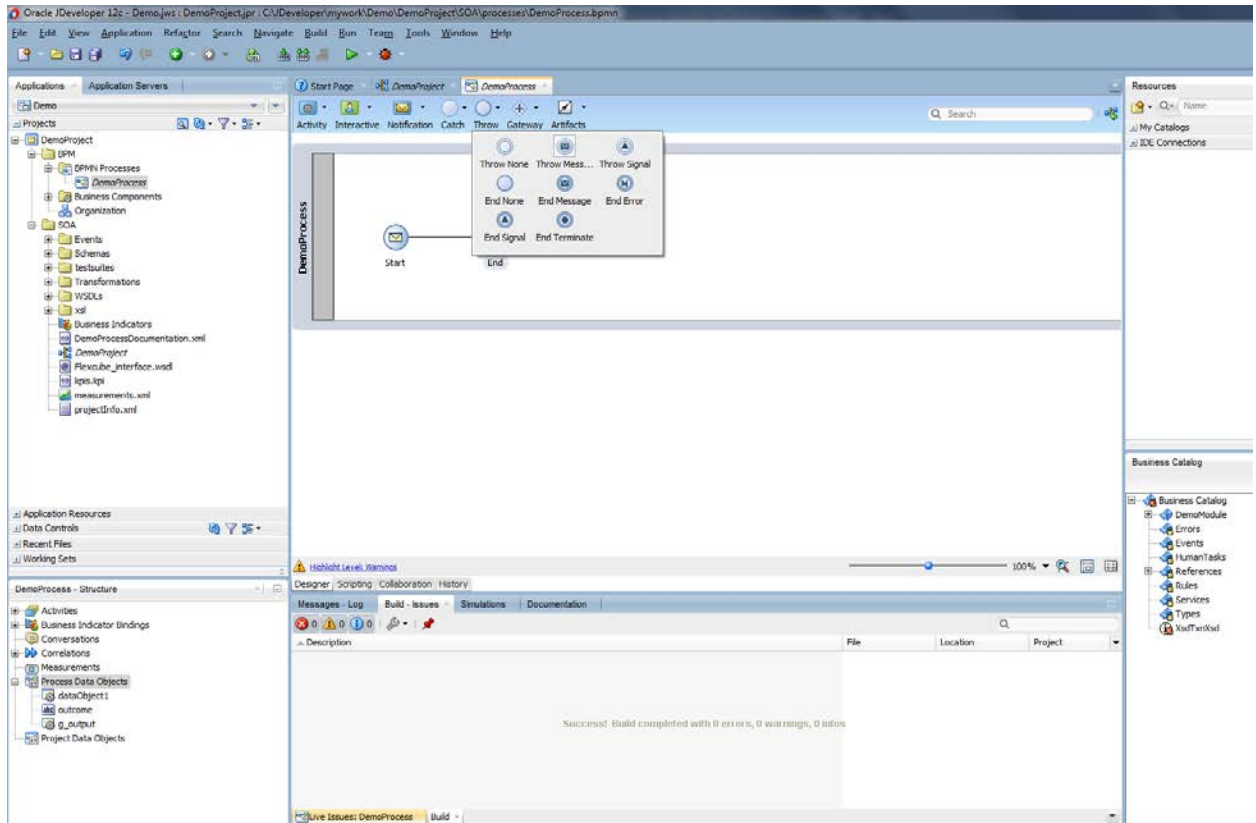 Oracle JDeveloper 12c - Demo.jws : DemoProject.jpr : C:\JDeveloper\mywork\Demo\DemoProject\SOA\processes\DemoProcess.bpmn
File Edit View Application Refactor Search Navigate Build Run Team Tools Window Help
Applications Application Servers
Demo
Projects
DemoProject
BPM
BPMN Processes
DemoProcess
Business Components
Organization
SOA
Events
Schemas
testsuites
Transformations
WSDLs
xsl
Business Indicators
DemoProcessDocumentation.xml
DemoProject
Flexcube_interface.wsdl
kpis.kpi
measurements.xml
projectInfo.xml
Application Resources
Data Controls
Recent Files
Working Sets
DemoProcess - Structure
Activities
Business Indicator Bindings
Conversations
Correlations
Measurements
Process Data Objects
dataObject1
abc outcome
g_output
Project Data Objects
Start Page DemoProject DemoProcess
Activity Interactive Notification Catch Throw Gateway Artifacts
Search
Throw None Throw Mess... Throw Signal
End None End Message End Error
End Signal End Terminate
DemoProcess
Start
End
Highlight Level: Warnings
100%
Designer Scripting Collaboration History
Messages - Log Build - Issues Simulations Documentation
0 0 0
Description File Location Project
Success! Build completed with 0 errors, 0 warnings, 0 infos
Live Issues: DemoProcess Build
Resources
Name
My Catalogs
IDE Connections
Business Catalog
Business Catalog
DemoModule
Errors
Events
HumanTasks
References
Rules
Services
Types
XsdTxnXsd